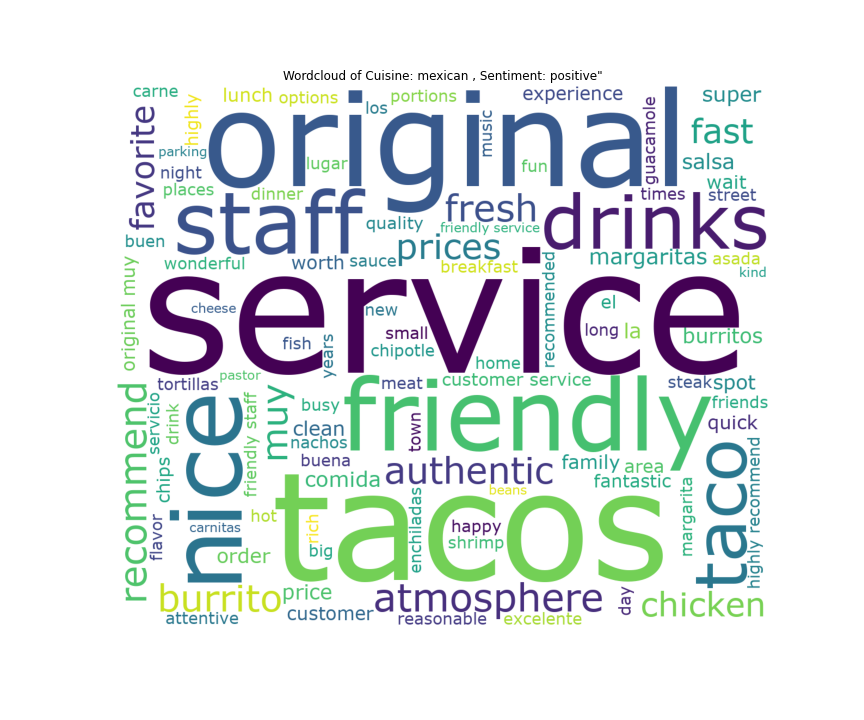 Wordcloud of Cuisine: mexican , Sentiment: positive"
carne
highly
lunch
options
portions
los
original
music
experience
super
favorite
parking
night
places
lugar
dinner
fun
guacamole
fast
salsa
wait
times
street
staff
quality
fresh
friendly service
drinks
buen
wonderful
worth
sauce
prices
breakfast
margaritas
asada
kind
original muy
service
cheese
new
fish
years
small
chipotle
home
recommended
el
long
la
burritos
tortillas
pastor
meat
customer service
steak
spot
friends
quick
recommend
servicio
drink
chips
flavor
nice
friendly staff
muy
busy
clean
nachos
buena
comida
town
friendly
authentic
family
area
fantastic
taco
margarita
highly recommend
carnitas
hot
rich
big
tacos
enchiladas
beans
happy
shrimp
order
burrito
price
attentive
customer
atmosphere
reasonable
excelente
day
chicken